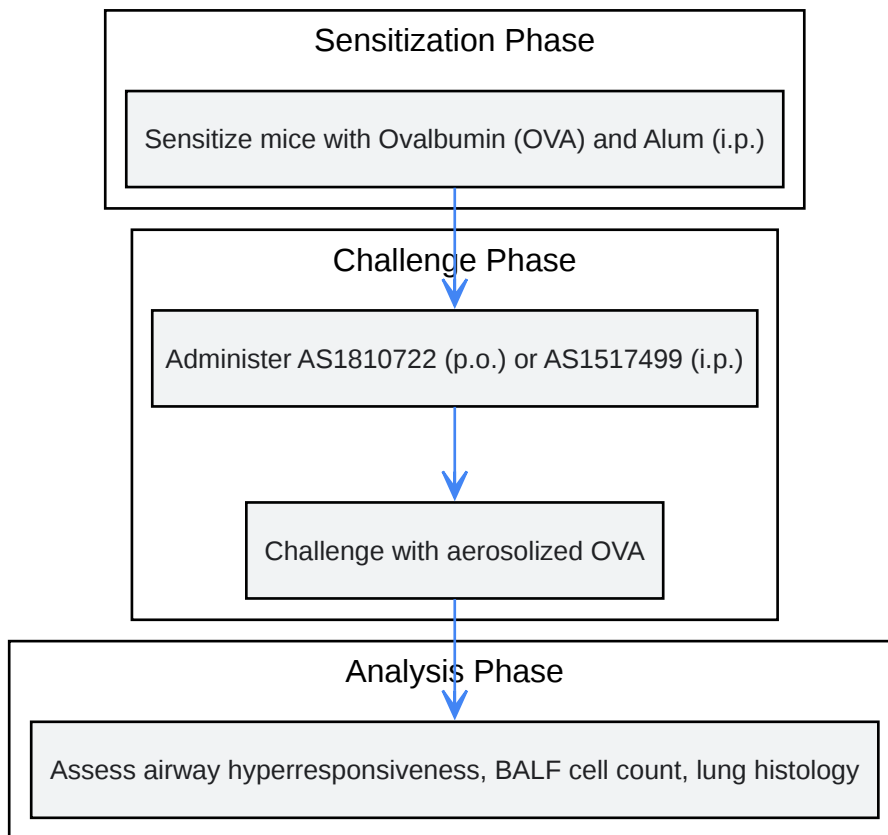 Sensitization Phase
Sensitize mice with Ovalbumin (OVA) and Alum (i.p.)
Challenge Phase
Administer AS1810722 (p.o.) or AS1517499 (i.p.)
Challenge with aerosolized OVA
Analysis Phase
Assess airway hyperresponsiveness, BALF cell count, lung histology